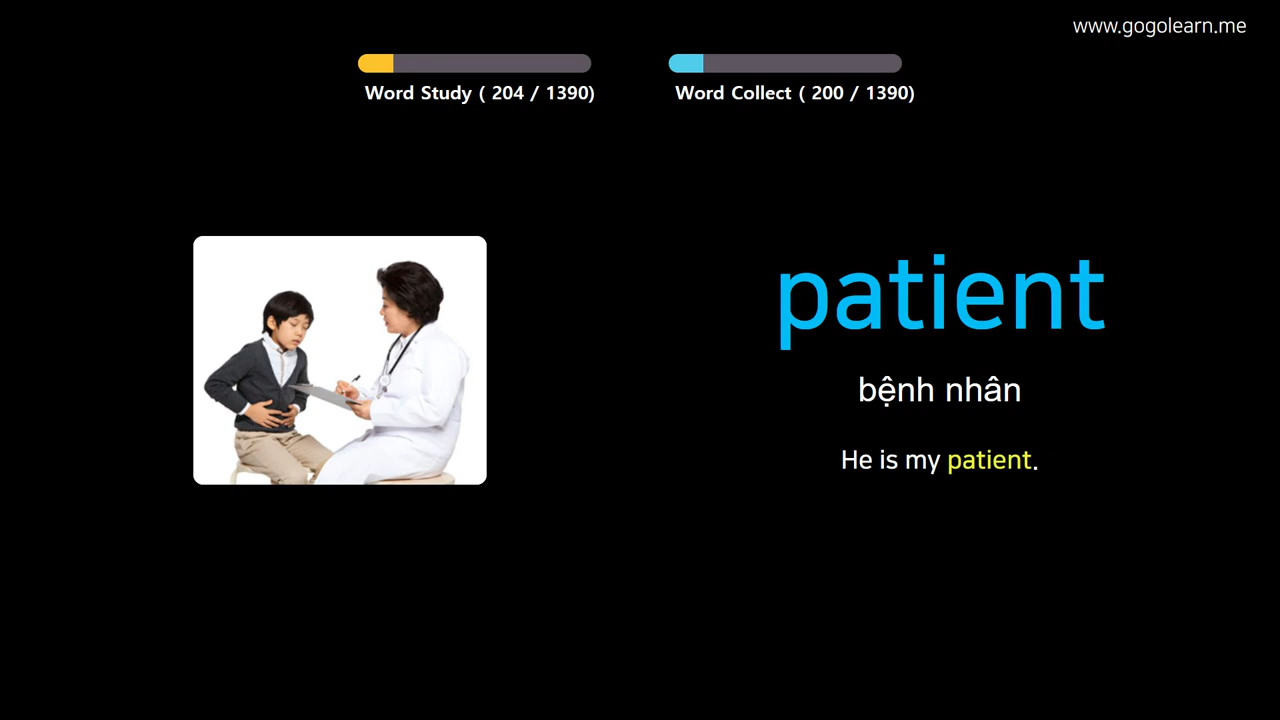 www.gogolearn.me
Word Study ( 204 / 1390)
Word Collect ( 200 / 1390)
patient
bệnh nhân
He is my patient.